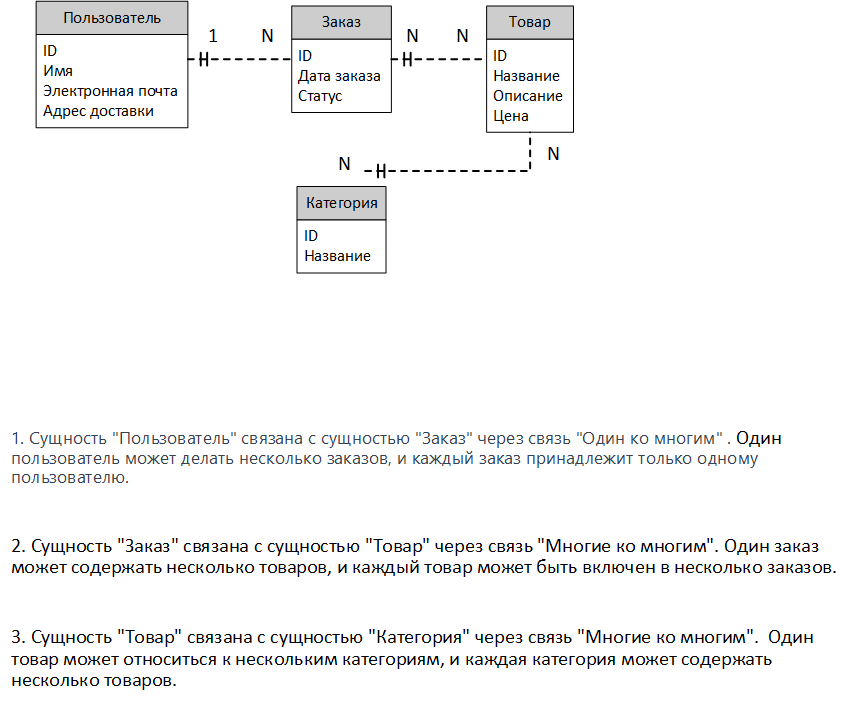 Пользователь
ID
Имя
Электронная почта
Адрес доставки
1
N
Заказ
ID
Дата заказа
Статус
N
N
Товар
ID
Название
Описание
Цена
N
N
Категория
ID
Название
1. Сущность "Пользователь" связана с сущностью "Заказ" через связь "Один ко многим" . Один
пользователь может делать несколько заказов, и каждый заказ принадлежит только одному
пользователю.
2. Сущность "Заказ" связана с сущностью "Товар" через связь "Многие ко многим". Один заказ
может содержать несколько товаров, и каждый товар может быть включен в несколько заказов.
3. Сущность "Товар" связана с сущностью "Категория" через связь "Многие ко многим".  Один
товар может относиться к нескольким категориям, и каждая категория может содержать
несколько товаров.